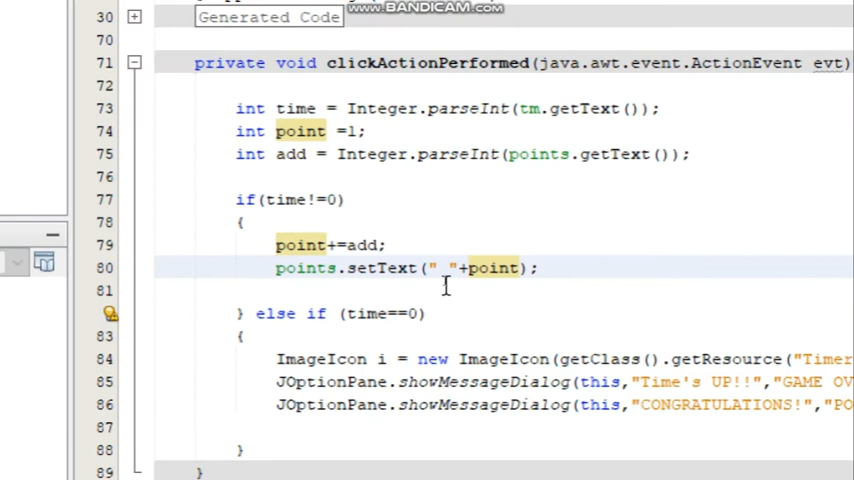 www.BANDICAM.com
30 Generated Code
70
71 private void clickActionPerformed(java.awt.event.ActionEvent evt)
72
73 int time = Integer.parseInt(tm.getText());
74 int point =1;
75 int add = Integer.parseInt(points.getText());
76
77 if(time!=0)
78 {
79 point+=add;
80 points.setText(" "+point);
81
} else if (time==0)
83 {
84 ImageIcon i = new ImageIcon(getClass().getResource("Timer
85 JOptionPane.showMessageDialog(this,"Time's UP!!","GAME OV
86 JOptionPane.showMessageDialog(this,"CONGRATULATIONS!","PO
87
88 }
89 }